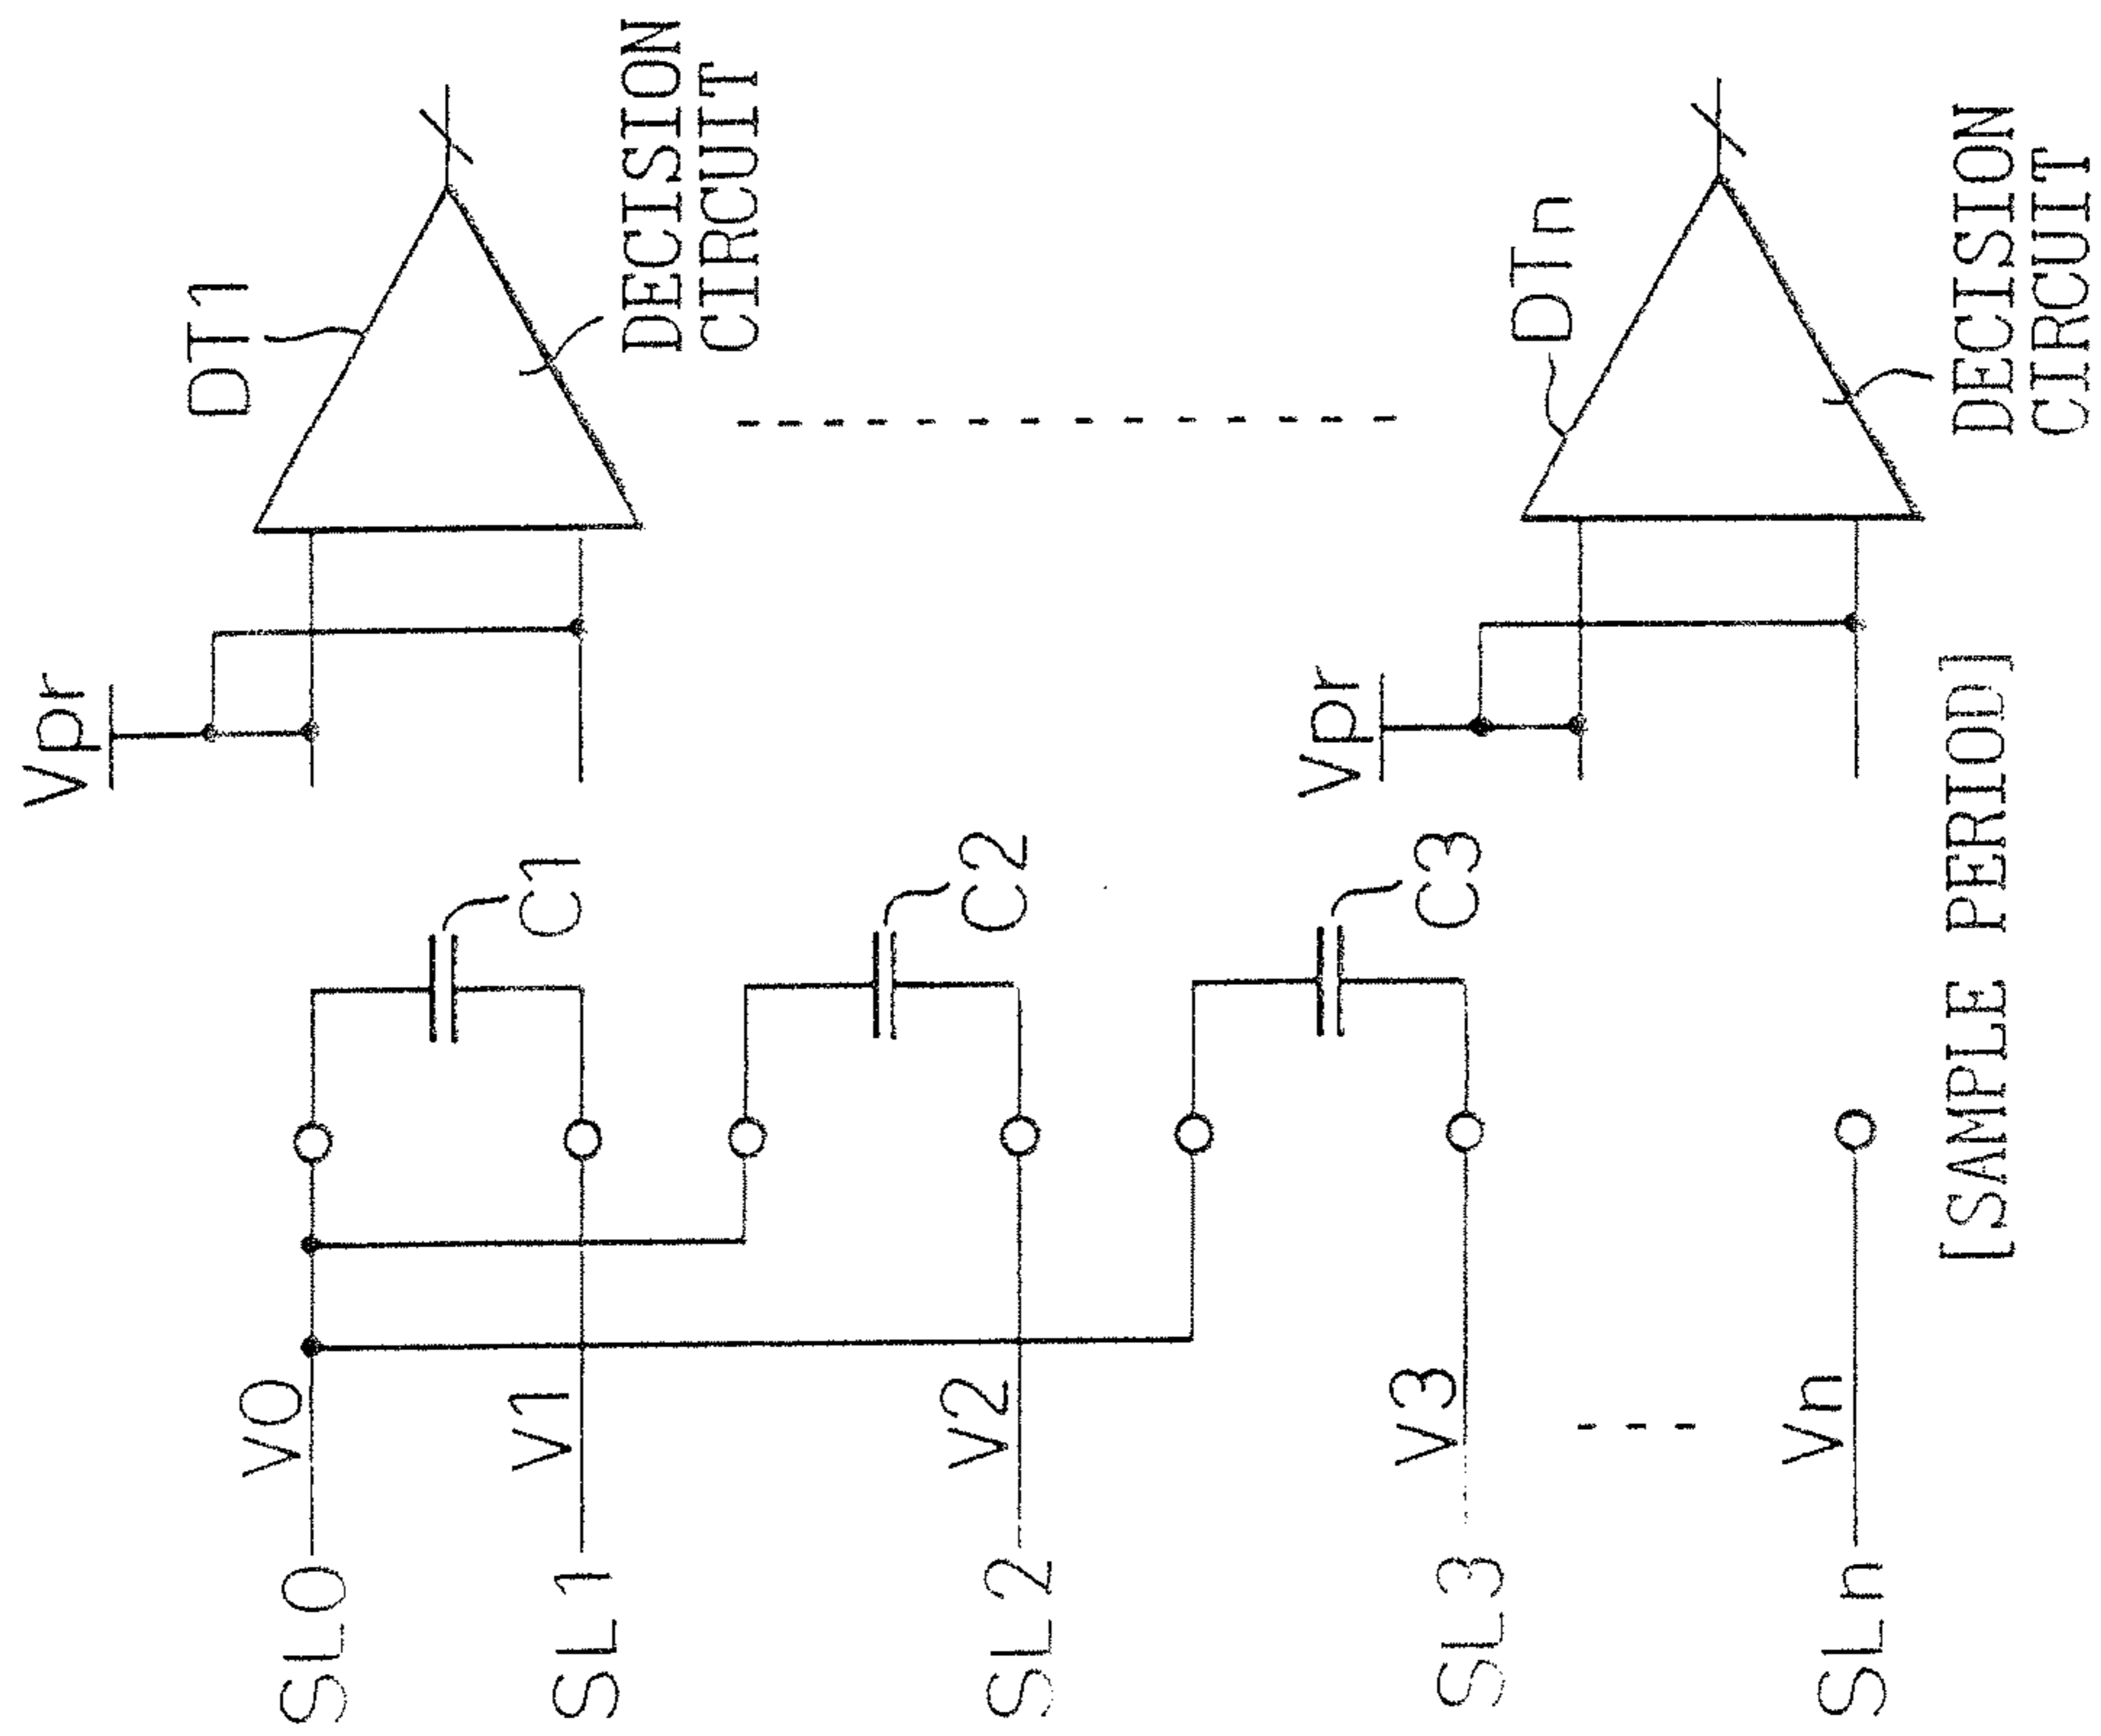 SL0
V0
C1
Vpr
DT1
DECISION
CIRCUIT
SL1
V1
SL2
V2
C2
SL3
V3
C3
Vpr
DTn
DECISION
CIRCUIT
SLn
Vn
[SAMPLE PERIOD]